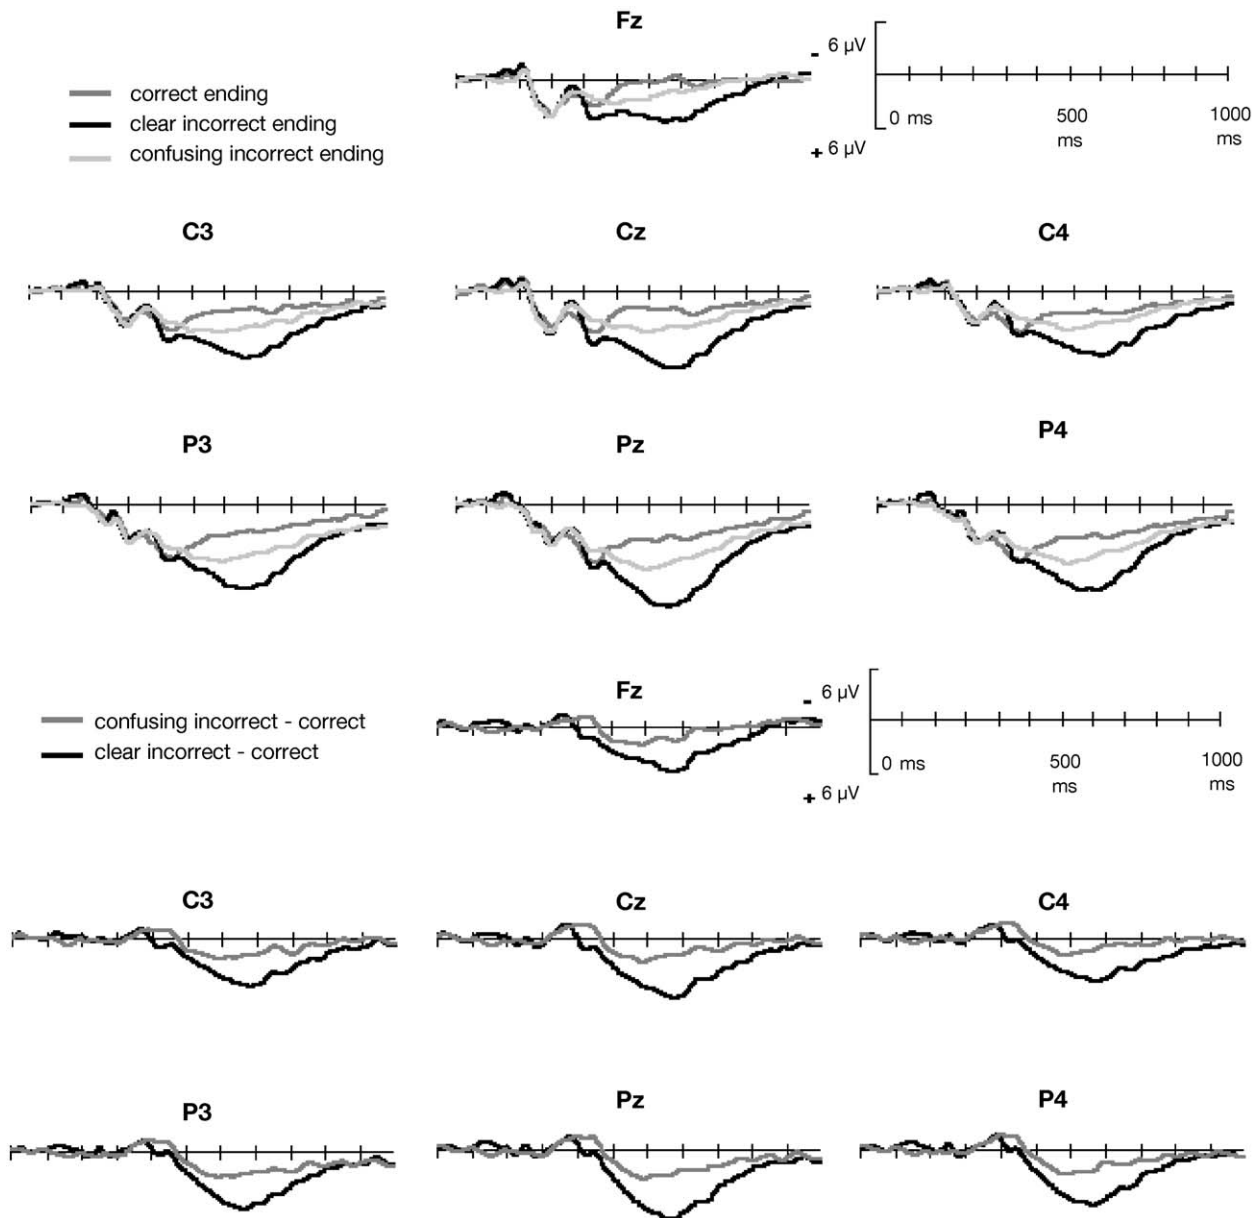 Fz
- 6 µV
correct ending
clear incorrect ending
confusing incorrect ending
0 ms
500 ms
1000 ms
+ 6 µV
C3
Cz
C4
P3
Pz
P4
Fz
- 6 µV
confusing incorrect - correct
clear incorrect - correct
0 ms
500 ms
1000 ms
+ 6 µV
C3
Cz
C4
P3
Pz
P4